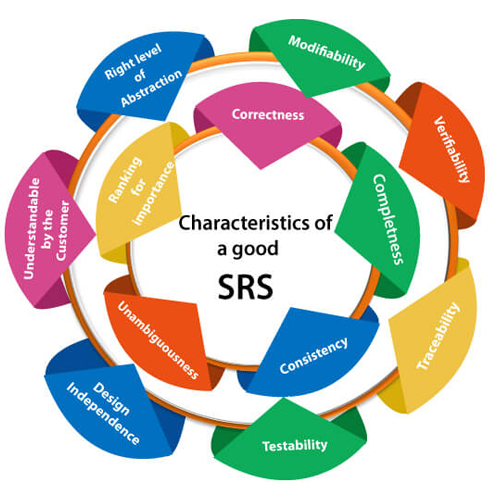 Characteristics of
a good
SRS
Correctness
Completness
Consistency
Unambiguousness
Ranking
for
Importance
Modifiability
Verifiability
Traceability
Testability
Design
Independence
Understandable
by the
Customer
Right level
of
Abstraction